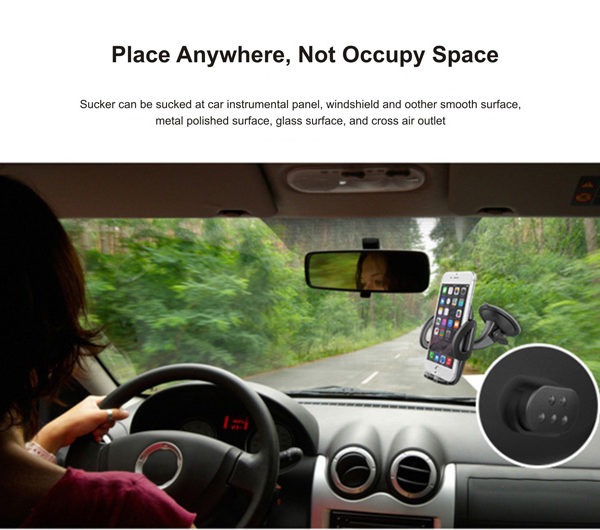 Place Anywhere, Not Occupy Space
Sucker can be sucked at car instrumental panel, windshield and oother smooth surface,
metal polished surface, glass surface, and cross air outlet